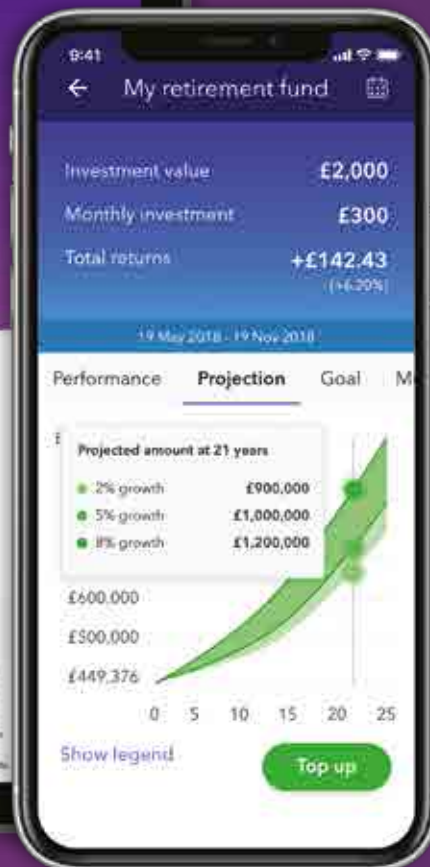 9:41
My retirement fund
Investment value £2,000
Monthly investment £300
Total returns +£142.43
(+6.20%)
19 May 2018 - 19 Nov 2018
Performance Projection Goal M
Projected amount at 21 years
2% growth £900,000
5% growth £1,000,000
8% growth £1,200,000
£600,000
£500,000
£449,376
0 5 10 15 20 25
Show legend
Top up